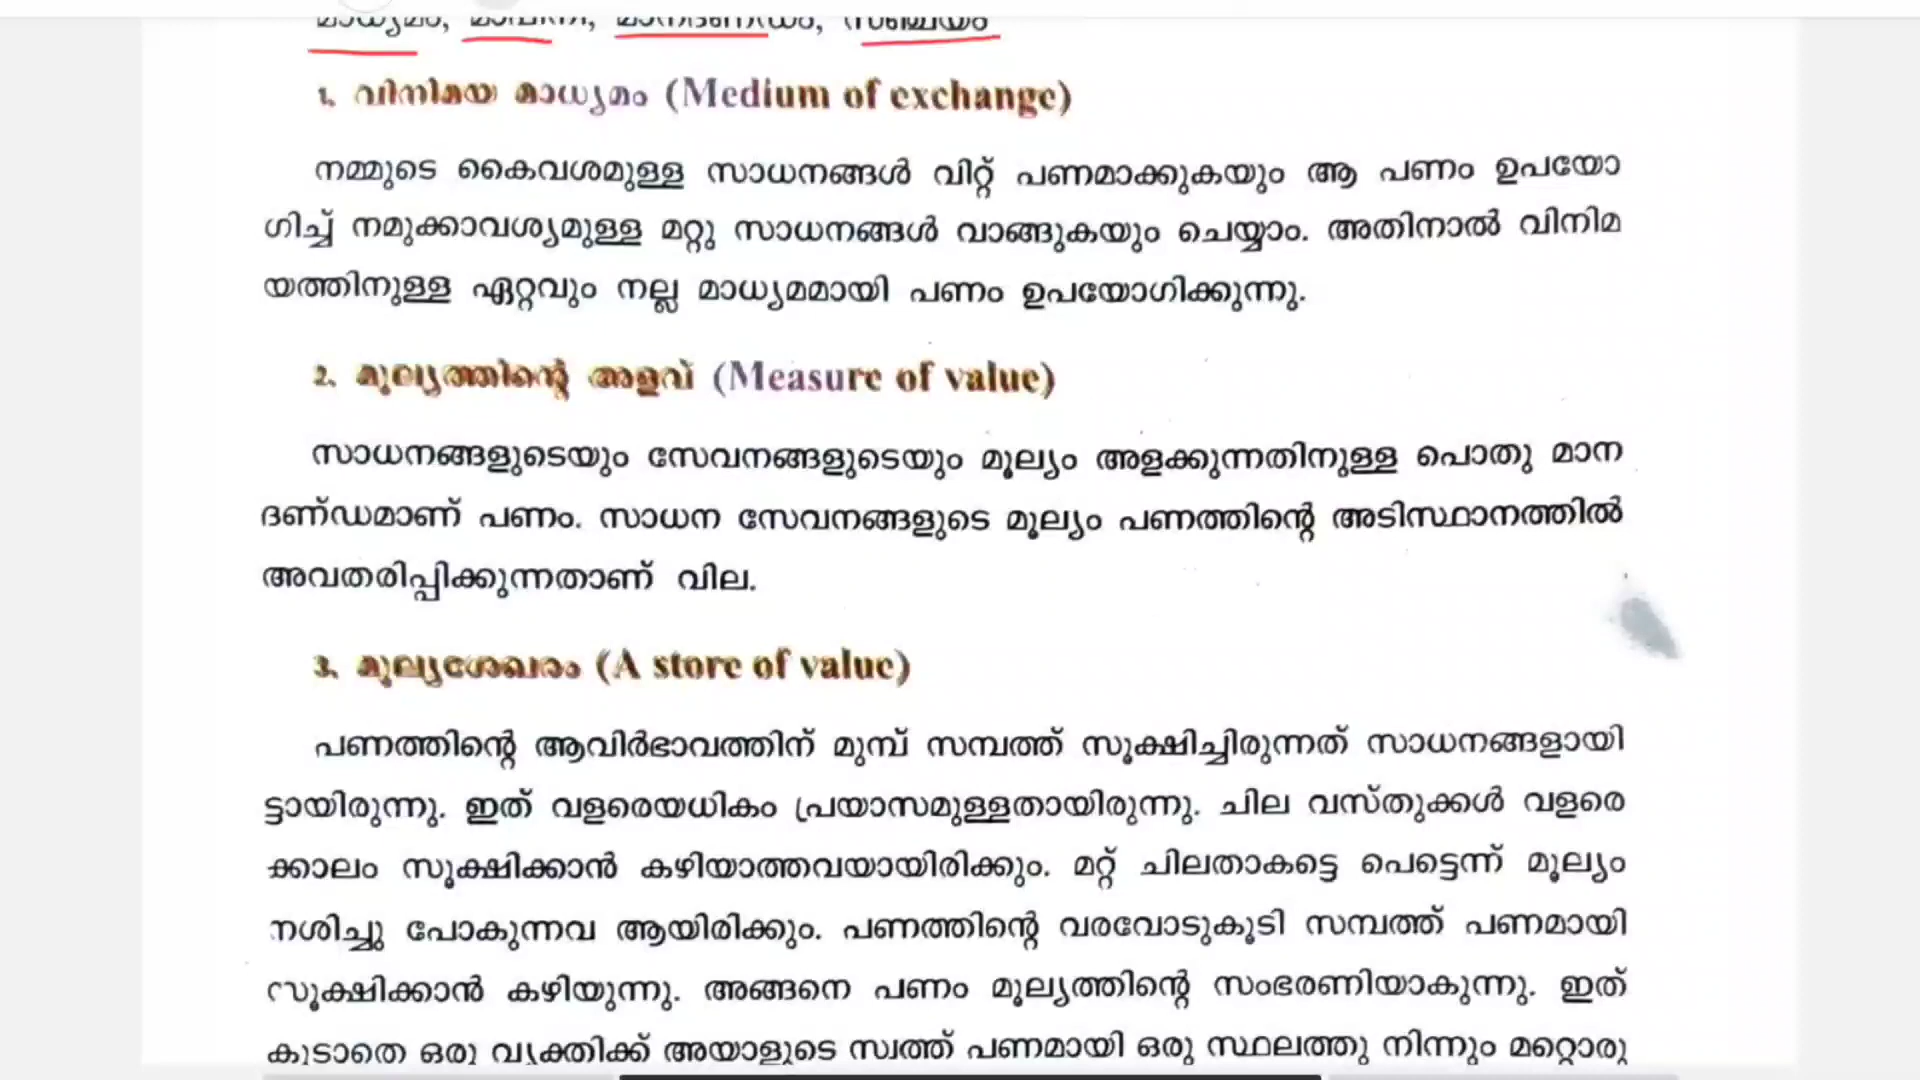 മാധ്യമം, സഞ്ചയം
1. വിനിമയ മാധ്യമം (Medium of exchange)
നമ്മുടെ കൈവശമുള്ള സാധനങ്ങൾ വിറ്റ് പണമാക്കുകയും ആ പണം ഉപയോ
ഗിച്ച് നമുക്കാവശ്യമുള്ള മറ്റു സാധനങ്ങൾ വാങ്ങുകയും ചെയ്യാം. അതിനാൽ വിനിമ
യത്തിനുള്ള ഏറ്റവും നല്ല മാധ്യമമായി പണം ഉപയോഗിക്കുന്നു.
2. മൂല്യത്തിന്റെ അളവ് (Measure of value)
സാധനങ്ങളുടെയും സേവനങ്ങളുടെയും മൂല്യം അളക്കുന്നതിനുള്ള പൊതു മാന
ദണ്ഡമാണ് പണം. സാധന സേവനങ്ങളുടെ മൂല്യം പണത്തിന്റെ അടിസ്ഥാനത്തിൽ
അവതരിപ്പിക്കുന്നതാണ് വില.
3. മൂല്യശേഖരം (A store of value)
പണത്തിന്റെ ആവിർഭാവത്തിന് മുമ്പ് സമ്പത്ത് സൂക്ഷിച്ചിരുന്നത് സാധനങ്ങളായി
ട്ടായിരുന്നു. ഇത് വളരെയധികം പ്രയാസമുള്ളതായിരുന്നു. ചില വസ്തുക്കൾ വളരെ
ക്കാലം സൂക്ഷിക്കാൻ കഴിയാത്തവയായിരിക്കും. മറ്റ് ചിലതാകട്ടെ പെട്ടെന്ന് മൂല്യം
നശിച്ചു പോകുന്നവ ആയിരിക്കും. പണത്തിന്റെ വരവോടുകൂടി സമ്പത്ത് പണമായി
സൂക്ഷിക്കാൻ കഴിയുന്നു. അങ്ങനെ പണം മൂല്യത്തിന്റെ സംഭരണിയാകുന്നു. ഇത്
കൂടാതെ ഒരു വ്യക്തിക്ക് അയാളുടെ സ്വത്ത് പണമായി ഒരു സ്ഥലത്തു നിന്നും മറ്റൊരു